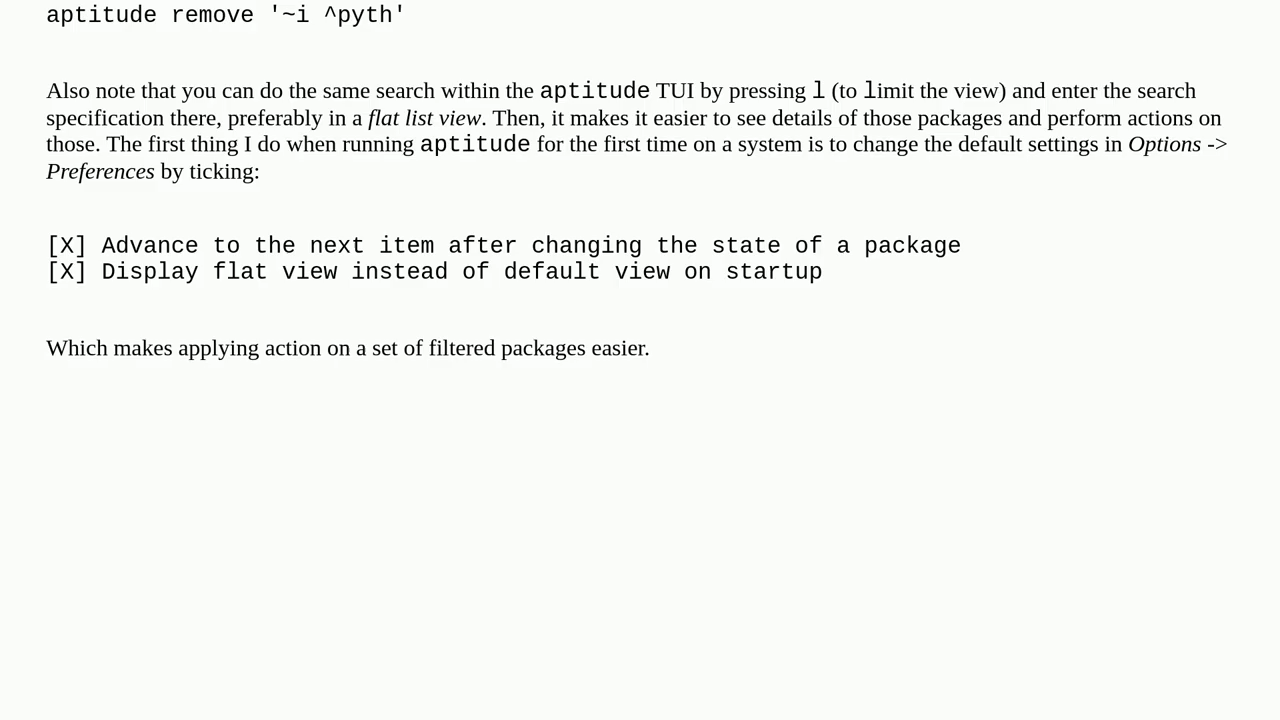 aptitude remove '~i ^pyth'
Also note that you can do the same search within the aptitude TUI by pressing l (to limit the view) and enter the search
specification there, preferably in a flat list view. Then, it makes it easier to see details of those packages and perform actions on
those. The first thing I do when running aptitude for the first time on a system is to change the default settings in Options ->
Preferences by ticking:
[X] Advance to the next item after changing the state of a package
[X] Display flat view instead of default view on startup
Which makes applying action on a set of filtered packages easier.